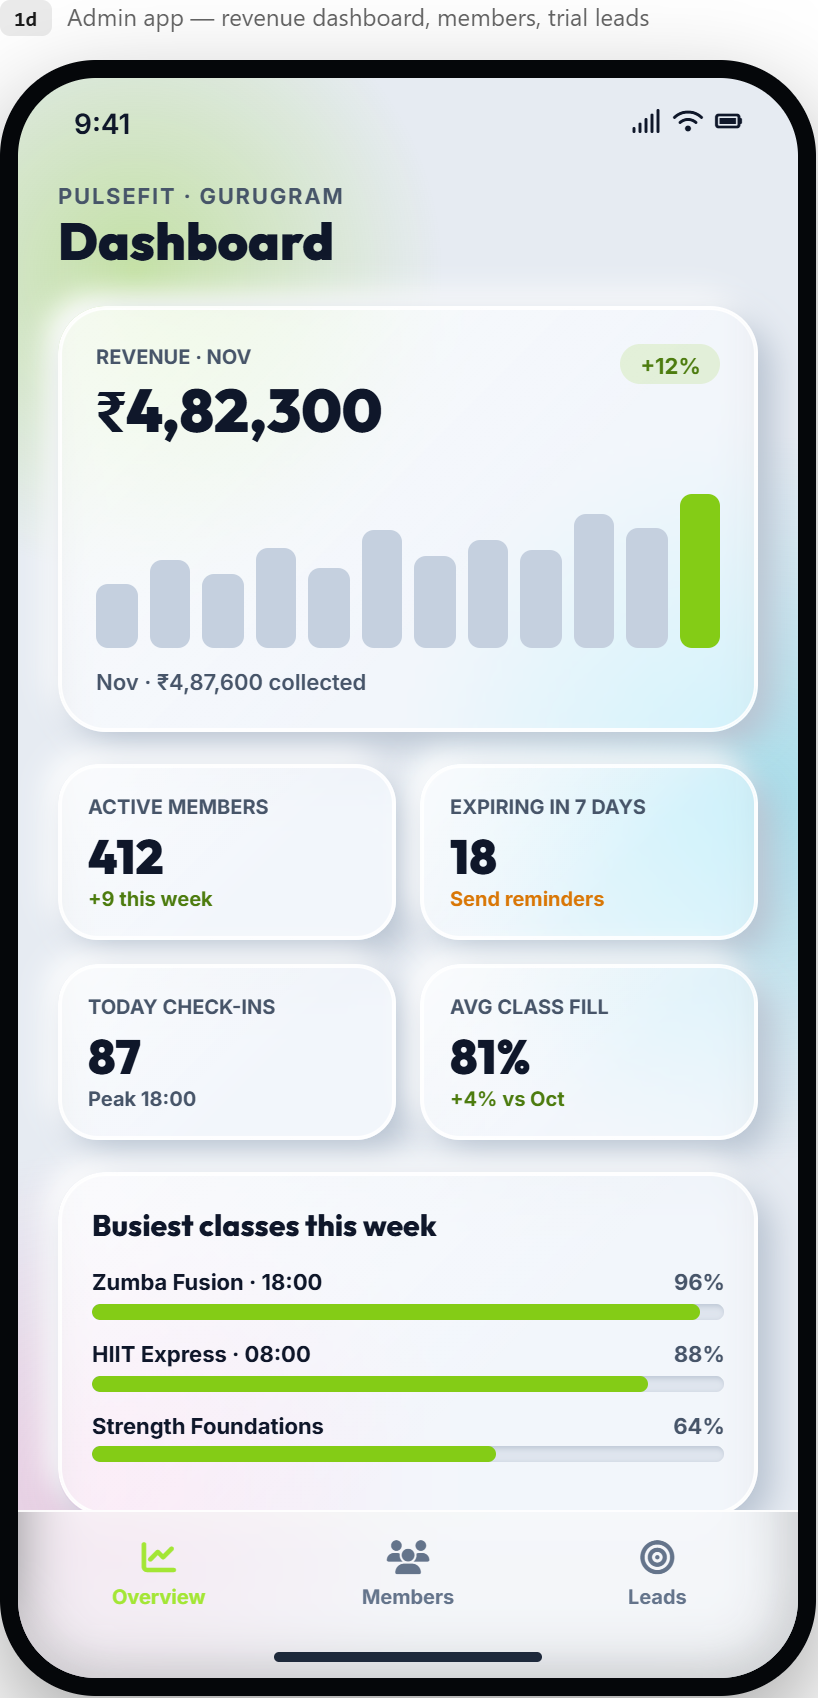 1d Admin app — revenue dashboard, members, trial leads
9:41
PULSEFIT · GURUGRAM
Dashboard
REVENUE · NOV
+12%
₹4,82,300
Nov · ₹4,87,600 collected
ACTIVE MEMBERS
412
+9 this week
EXPIRING IN 7 DAYS
18
Send reminders
TODAY CHECK-INS
87
Peak 18:00
AVG CLASS FILL
81%
+4% vs Oct
Busiest classes this week
Zumba Fusion · 18:00 96%
HIIT Express · 08:00 88%
Strength Foundations 64%
Overview Members Leads